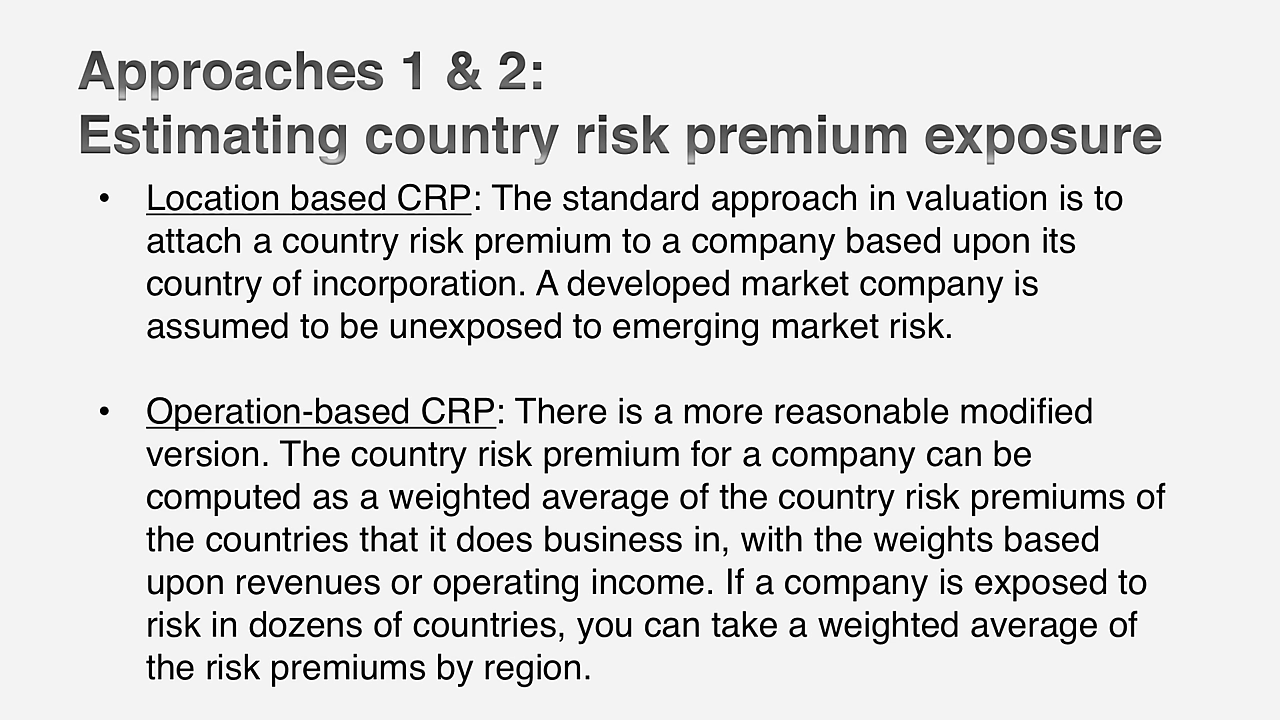 Approaches 1 & 2:
Estimating country risk premium exposure
• Location based CRP: The standard approach in valuation is to
attach a country risk premium to a company based upon its
country of incorporation. A developed market company is
assumed to be unexposed to emerging market risk.
• Operation-based CRP: There is a more reasonable modified
version. The country risk premium for a company can be
computed as a weighted average of the country risk premiums of
the countries that it does business in, with the weights based
upon revenues or operating income. If a company is exposed to
risk in dozens of countries, you can take a weighted average of
the risk premiums by region.